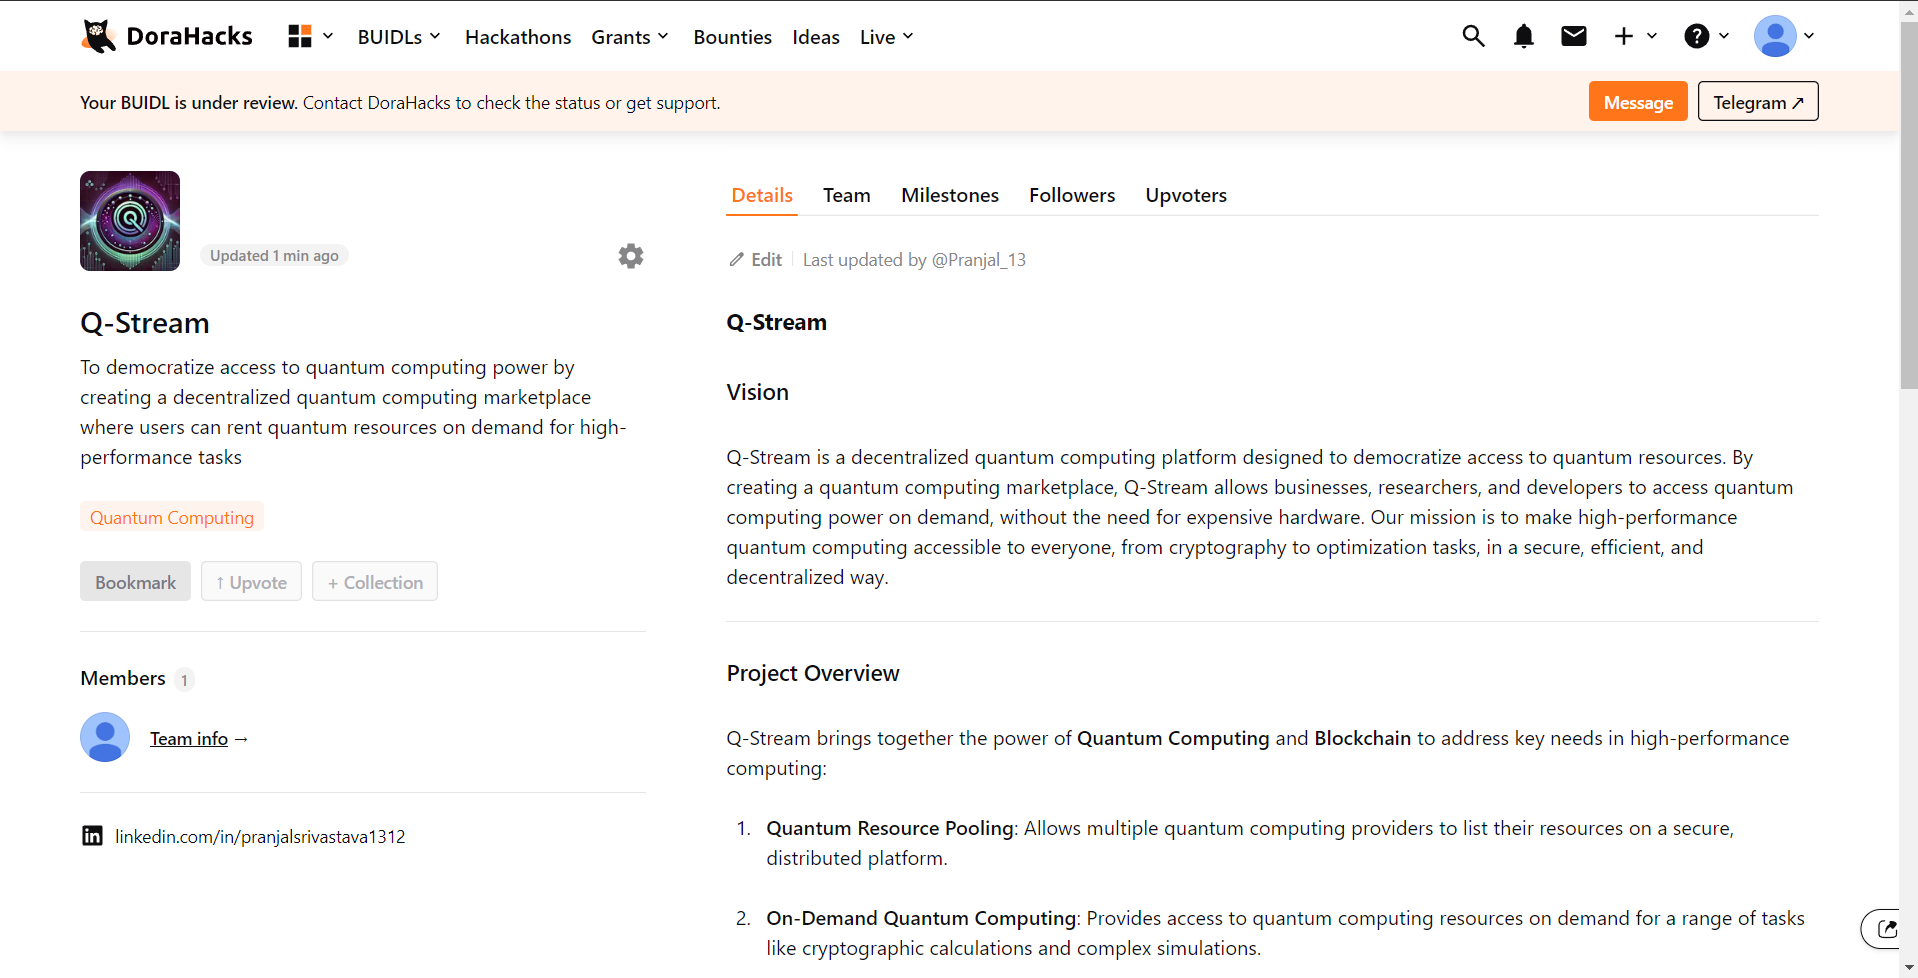 DoraHacks BUIDLs Hackathons Grants Bounties Ideas Live
Your BUIDL is under review. Contact DoraHacks to check the status or get support. Message Telegram ↗
Updated 1 min ago
Q-Stream
To democratize access to quantum computing power by
creating a decentralized quantum computing marketplace
where users can rent quantum resources on demand for high-
performance tasks
Quantum Computing
Bookmark ↑ Upvote + Collection
Members 1
Team info →
linkedin.com/in/pranjalsrivastava1312
Details Team Milestones Followers Upvoters
Edit Last updated by @Pranjal_13
Q-Stream
Vision
Q-Stream is a decentralized quantum computing platform designed to democratize access to quantum resources. By
creating a quantum computing marketplace, Q-Stream allows businesses, researchers, and developers to access quantum
computing power on demand, without the need for expensive hardware. Our mission is to make high-performance
quantum computing accessible to everyone, from cryptography to optimization tasks, in a secure, efficient, and
decentralized way.
Project Overview
Q-Stream brings together the power of Quantum Computing and Blockchain to address key needs in high-performance
computing:
1. Quantum Resource Pooling: Allows multiple quantum computing providers to list their resources on a secure,
distributed platform.
2. On-Demand Quantum Computing: Provides access to quantum computing resources on demand for a range of tasks
like cryptographic calculations and complex simulations.